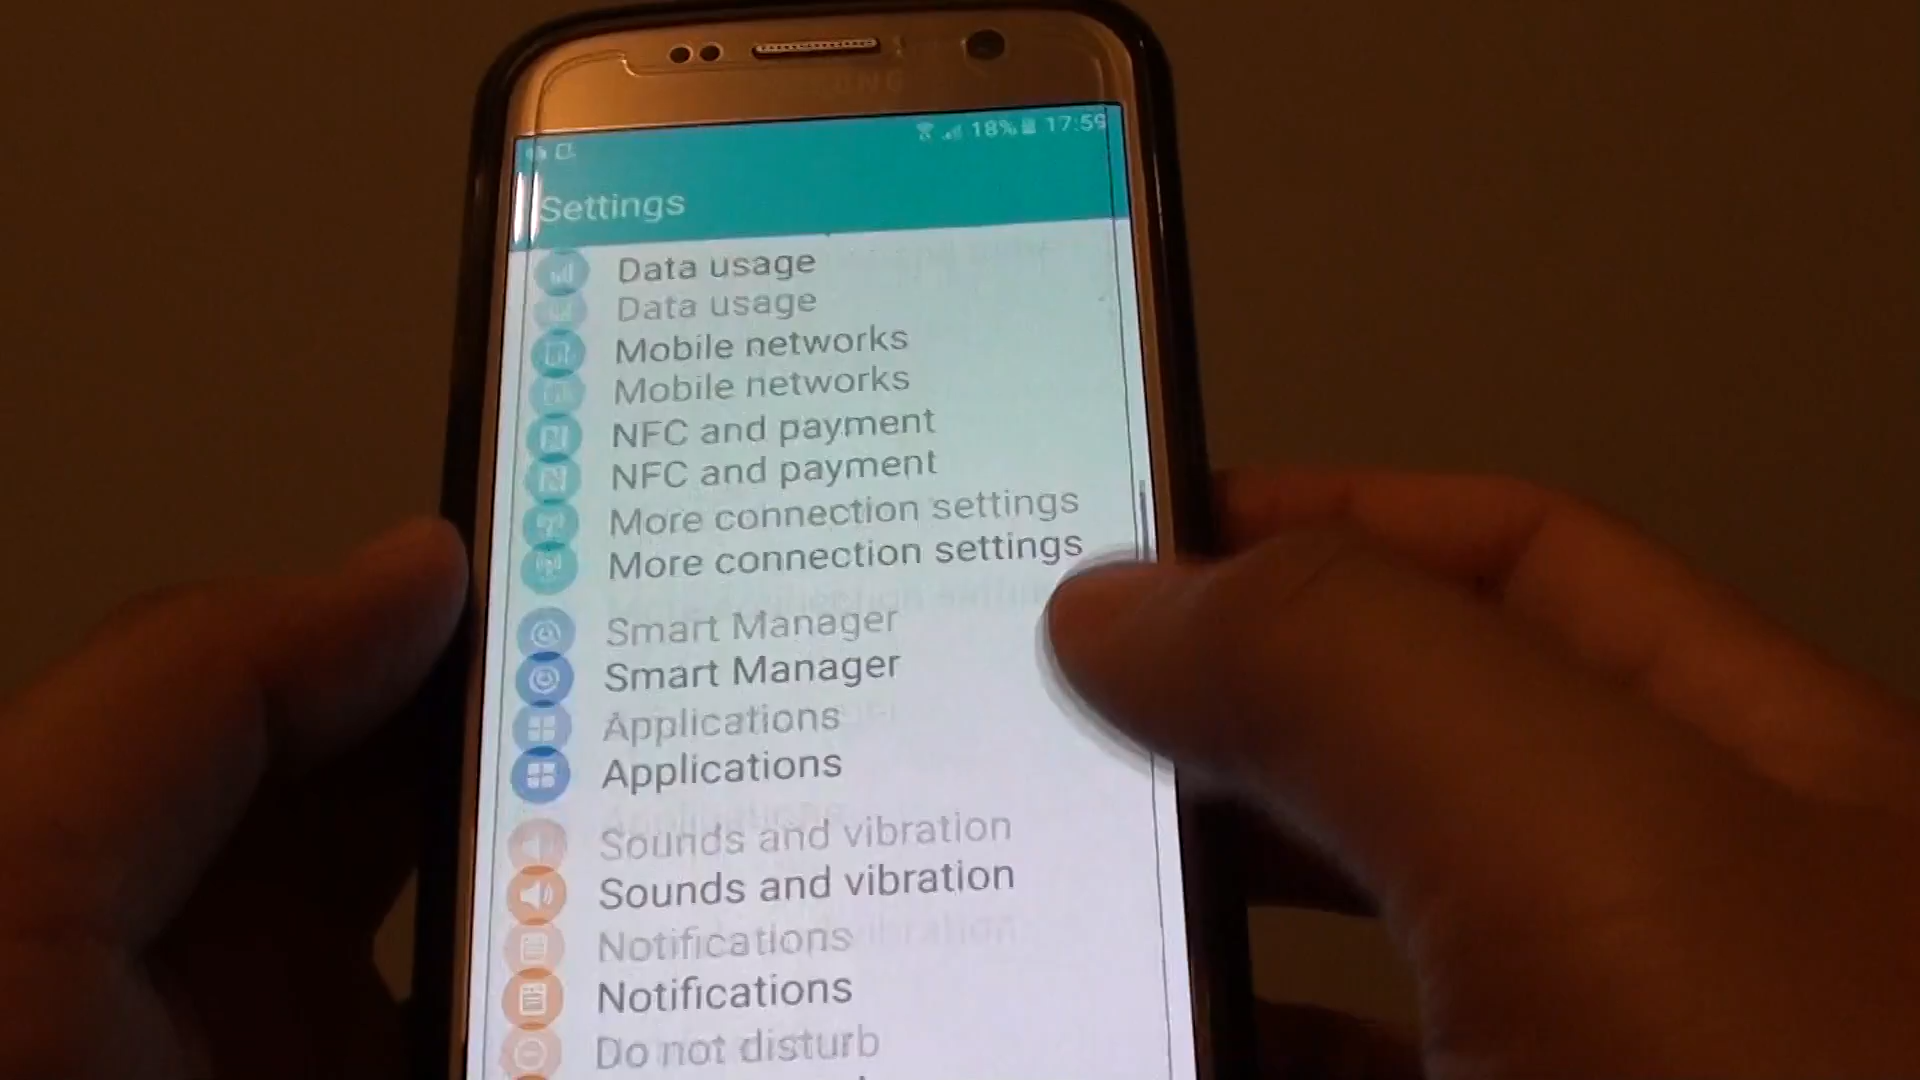 18% 17:59
Settings
Data usage
Data usage
Mobile networks
Mobile networks
NFC and payment
NFC and payment
More connection settings
More connection settings
Smart Manager
Smart Manager
Applications
Applications
Applications
Sounds and vibration
Sounds and vibration
Notifications
Notifications
Do not disturb